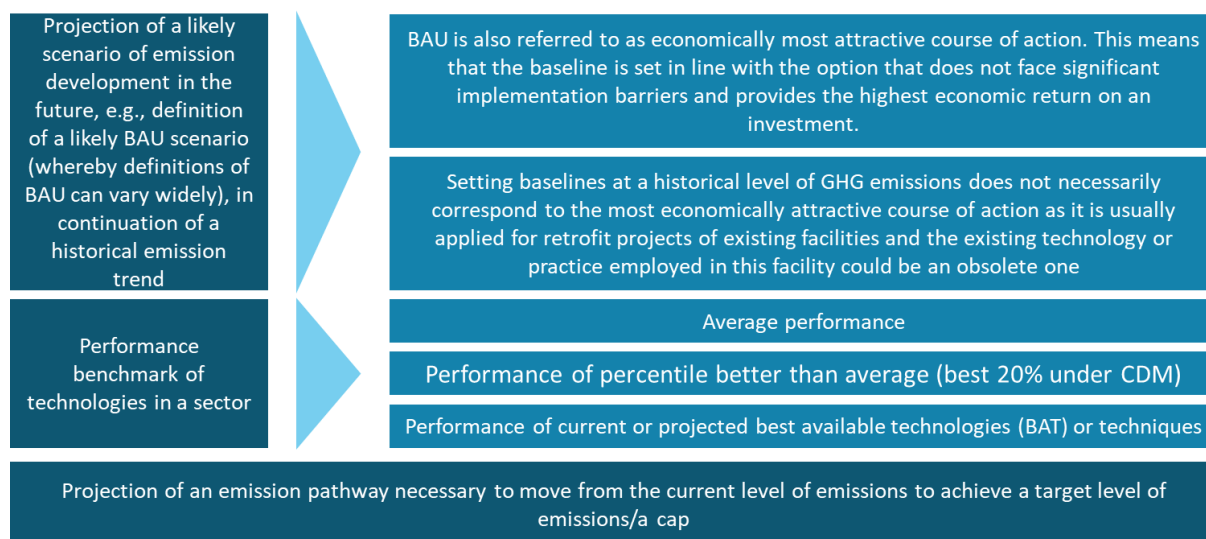 Projection of a likely
scenario of emission
development in the
future, e.g., definition
of a likely BAU scenario
(whereby definitions of
BAU can vary widely), in
continuation of a
historical emission
trend
BAU is also referred to as economically most attractive course of action. This means
that the baseline is set in line with the option that does not face significant
implementation barriers and provides the highest economic return on an
investment.
Setting baselines at a historical level of GHG emissions does not necessarily
correspond to the most economically attractive course of action as it is usually
applied for retrofit projects of existing facilities and the existing technology or
practice employed in this facility could be an obsolete one
Performance
benchmark of
technologies in a sector
Average performance
Performance of percentile better than average (best 20% under CDM)
Performance of current or projected best available technologies (BAT) or techniques
Projection of an emission pathway necessary to move from the current level of emissions to achieve a target level of
emissions/a cap